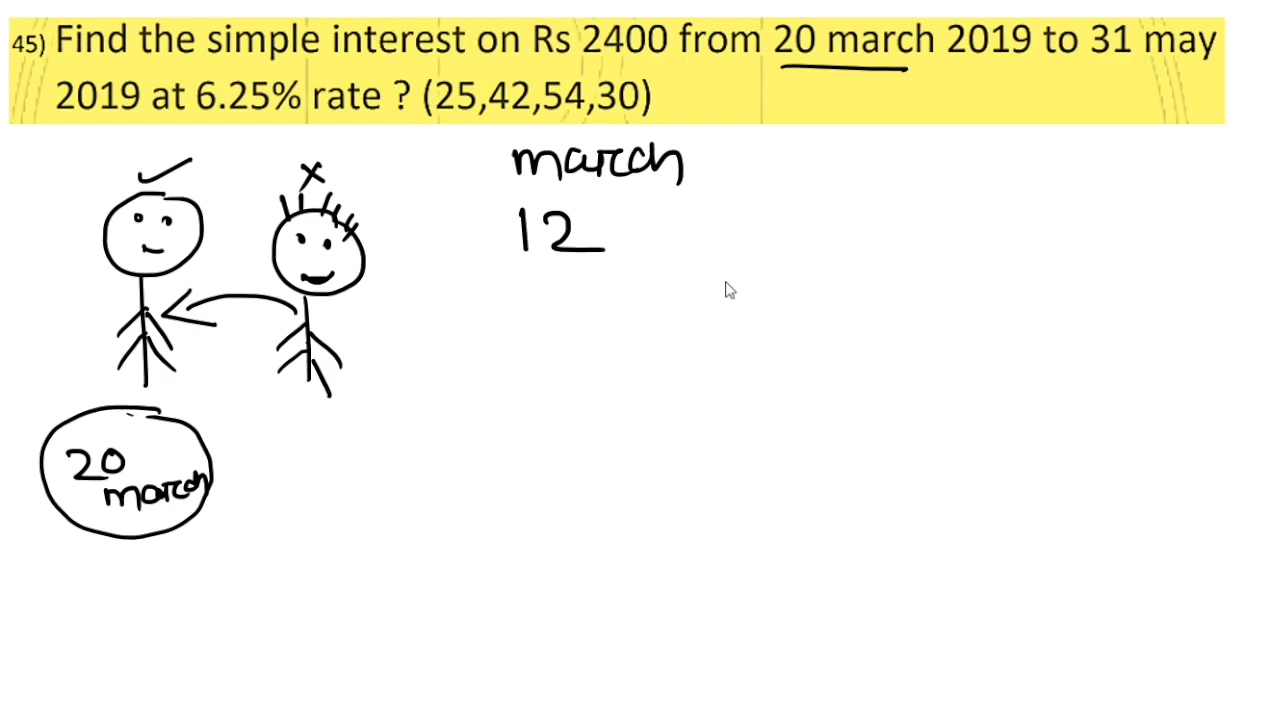 45) Find the simple interest on Rs 2400 from 20 march 2019 to 31 may
2019 at 6.25% rate ? (25,42,54,30)
march
12
20
march